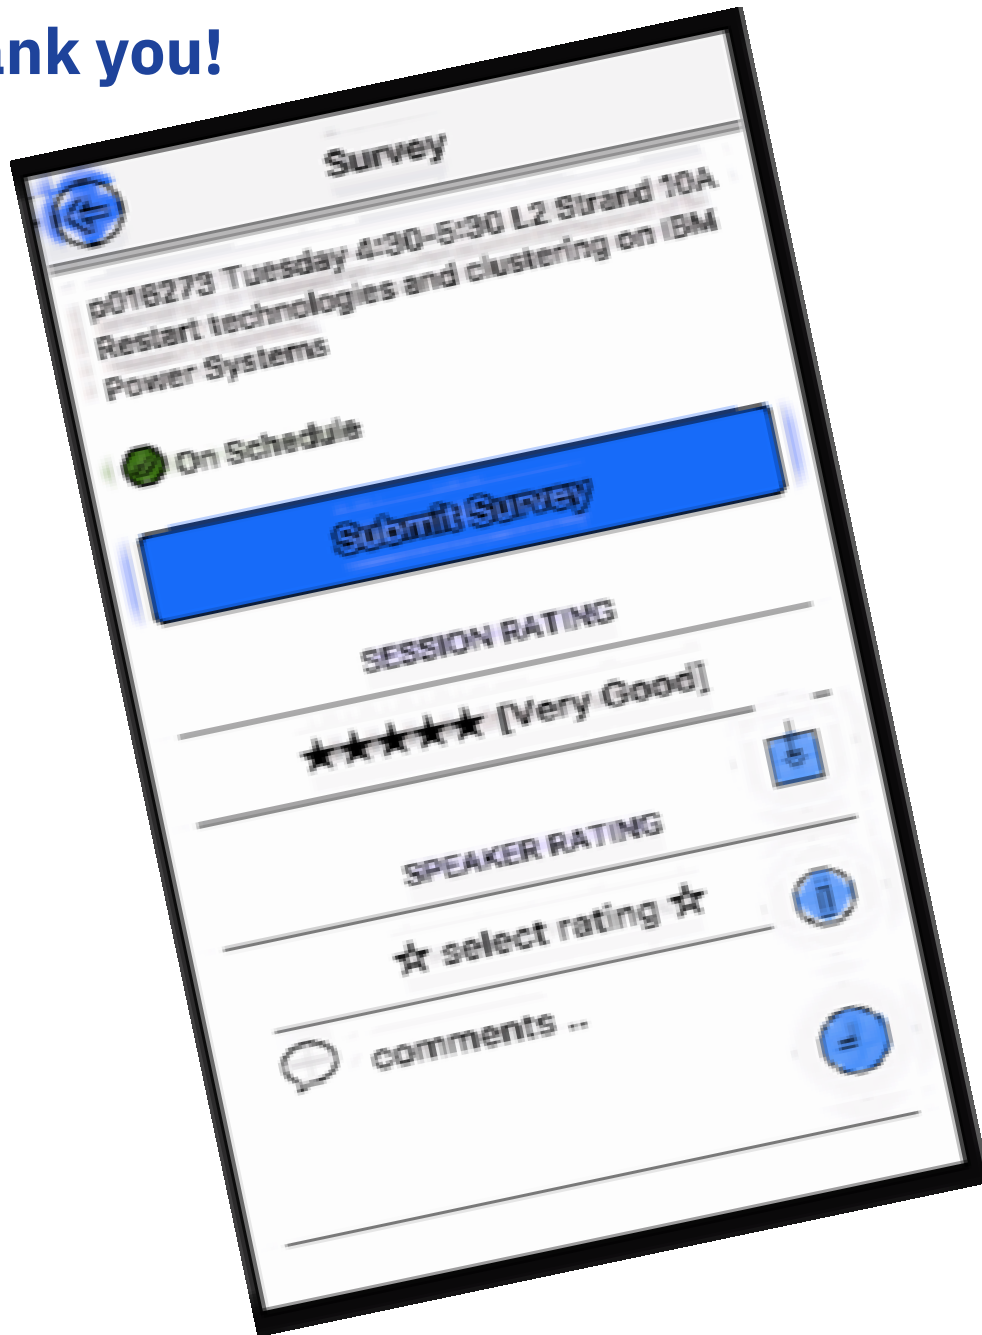 ank you!
Survey
p016273 Tuesday 4:30-5:30 L2 Strand 10A
Restart technologies and clustering on IBM
Power Systems
On Schedule
Submit Survey
SESSION RATING
★★★★★ [Very Good]
SPEAKER RATING
☆ select rating ☆
comments ..